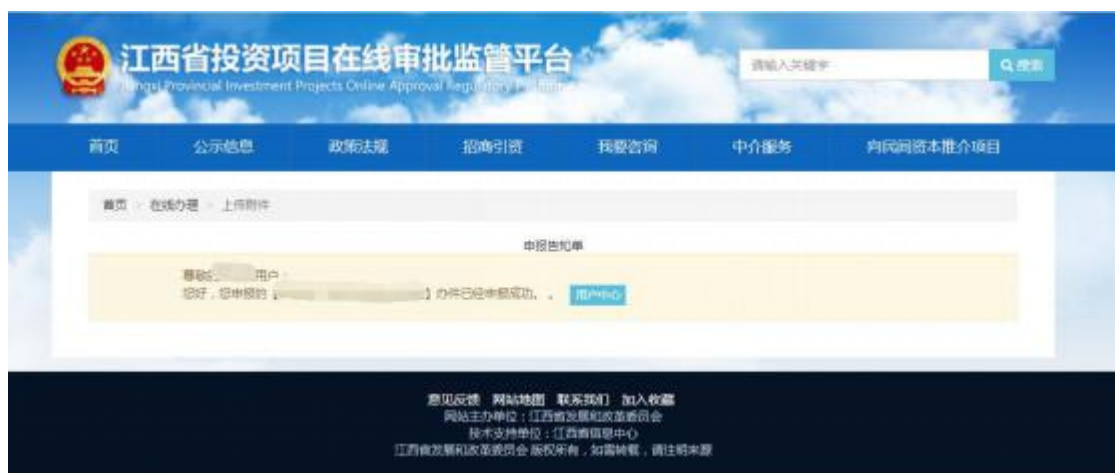 江西省投资项目在线审批监管平台
Jiangxi Provincial Investment Projects Online Approval Regulatory
请输入关键字
搜索
首页 公示信息 政策法规 招商引资 我要咨询 中介服务 向民间资本推介项目
首页 > 在线办理 > 上传附件
申报告知单
尊敬 用户：
您好，您申报的【 】办件已经申报成功。。 用户中心
意见反馈 网站地图 联系我们 加入收藏
网站主办单位：江西省发展和改革委员会
技术支持单位：江西省信息中心
江西省发展和改革委员会 版权所有，如需转载，请注明来源